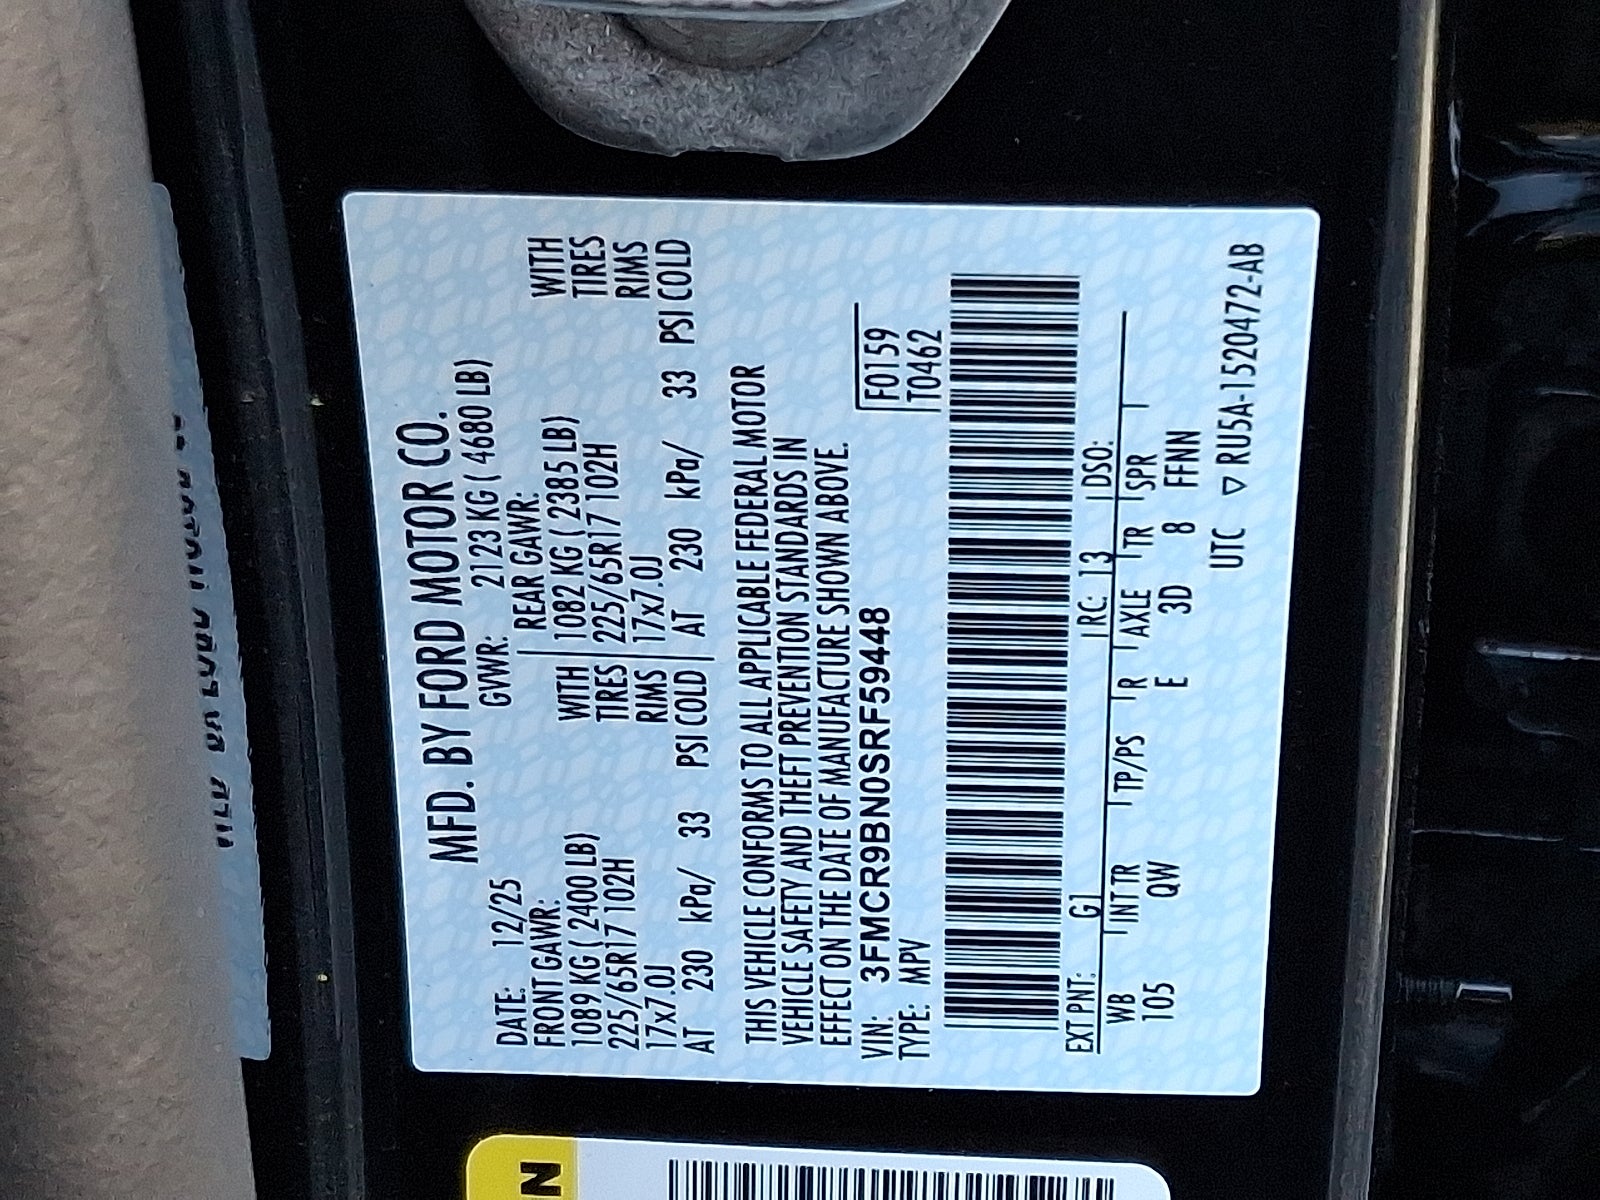 MFD. BY FORD MOTOR CO.
DATE: 12/25 GVWR: 2123 KG ( 4680 LB)
FRONT GAWR: REAR GAWR:
1089 KG ( 2400 LB) WITH 1082 KG ( 2385 LB) WITH
225/65R17 102H TIRES 225/65R17 102H TIRES
17x7.0J RIMS 17x7.0J RIMS
AT 230 kPa/ 33 PSI COLD AT 230 kPa/ 33 PSI COLD
THIS VEHICLE CONFORMS TO ALL APPLICABLE FEDERAL MOTOR
VEHICLE SAFETY AND THEFT PREVENTION STANDARDS IN
EFFECT ON THE DATE OF MANUFACTURE SHOWN ABOVE.
VIN: 3FMCR9BN0SRF59448 F0159
TYPE: MPV T0462
EXT PNT: G1 RC: 13 DSO:
WB INT TR TP/PS R AXLE TR SPR
105 QW E 3D 8 FFNN
UTC ▽ RU5A-1520472-AB